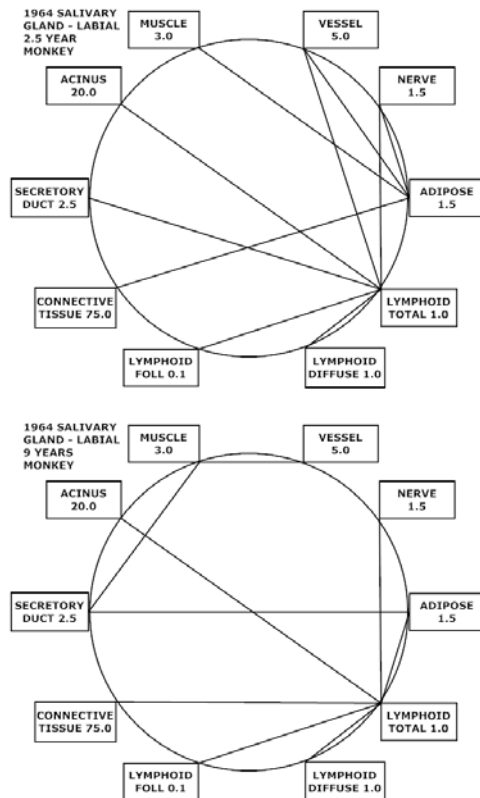 1964 SALIVARY
GLAND - LABIAL
2.5 YEAR
MONKEY
MUSCLE
3.0
VESSEL
5.0
ACINUS
20.0
NERVE
1.5
SECRETORY
DUCT 2.5
ADIPOSE
1.5
CONNECTIVE
TISSUE 75.0
LYMPHOID
TOTAL 1.0
LYMPHOID
FOLL 0.1
LYMPHOID
DIFFUSE 1.0
1964 SALIVARY
GLAND - LABIAL
9 YEARS
MONKEY
MUSCLE
3.0
VESSEL
5.0
ACINUS
20.0
NERVE
1.5
SECRETORY
DUCT 2.5
ADIPOSE
1.5
CONNECTIVE
TISSUE 75.0
LYMPHOID
TOTAL 1.0
LYMPHOID
FOLL 0.1
LYMPHOID
DIFFUSE 1.0